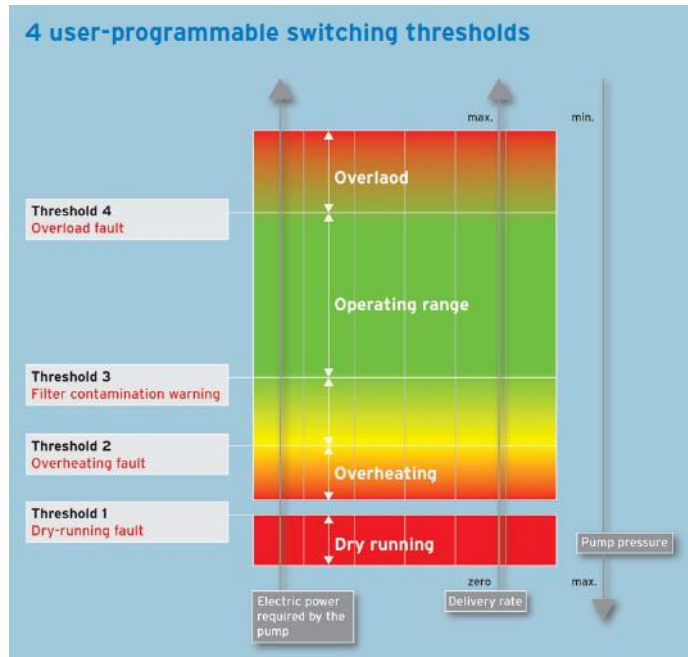 4 user-programmable switching thresholds
max.
min.
Overlaod
Threshold 4
Overload fault
Operating range
Threshold 3
Filter contamination warning
Threshold 2
Overheating fault
Overheating
Threshold 1
Dry-running fault
Dry running
Pump pressure
zero
max.
Electric power
required by the
pump
Delivery rate